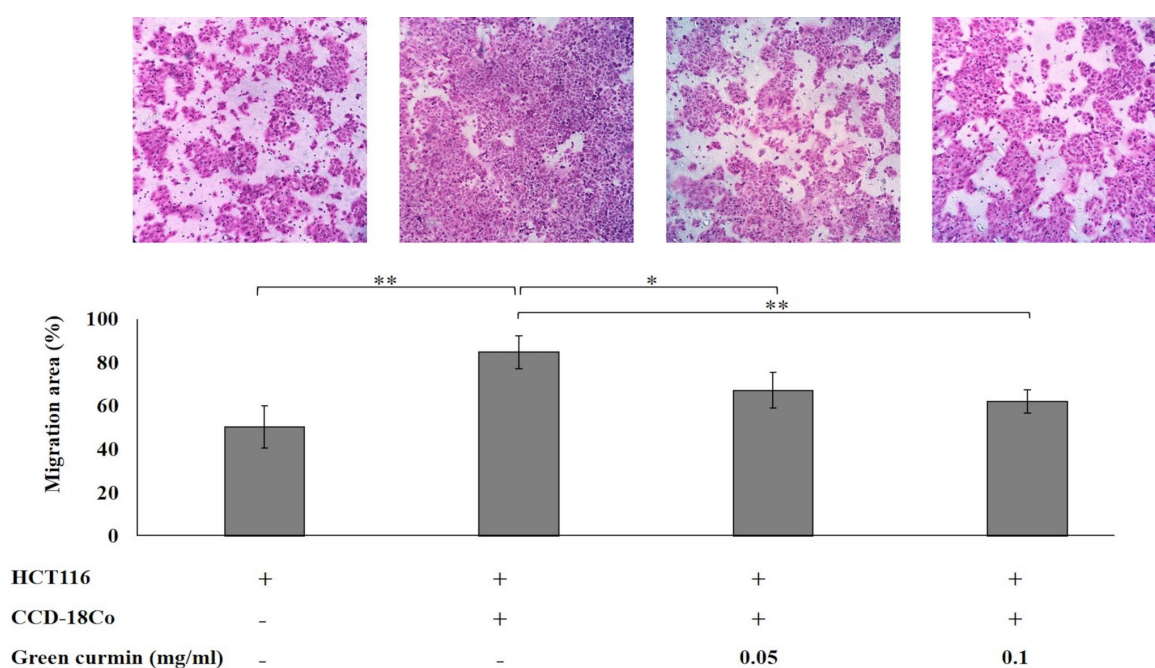 ** *
**
Migration area (%)
100
80
60
40
20
0
HCT116 + + + +
CCD-18Co - + + +
Green curmin (mg/ml) - - 0.05 0.1